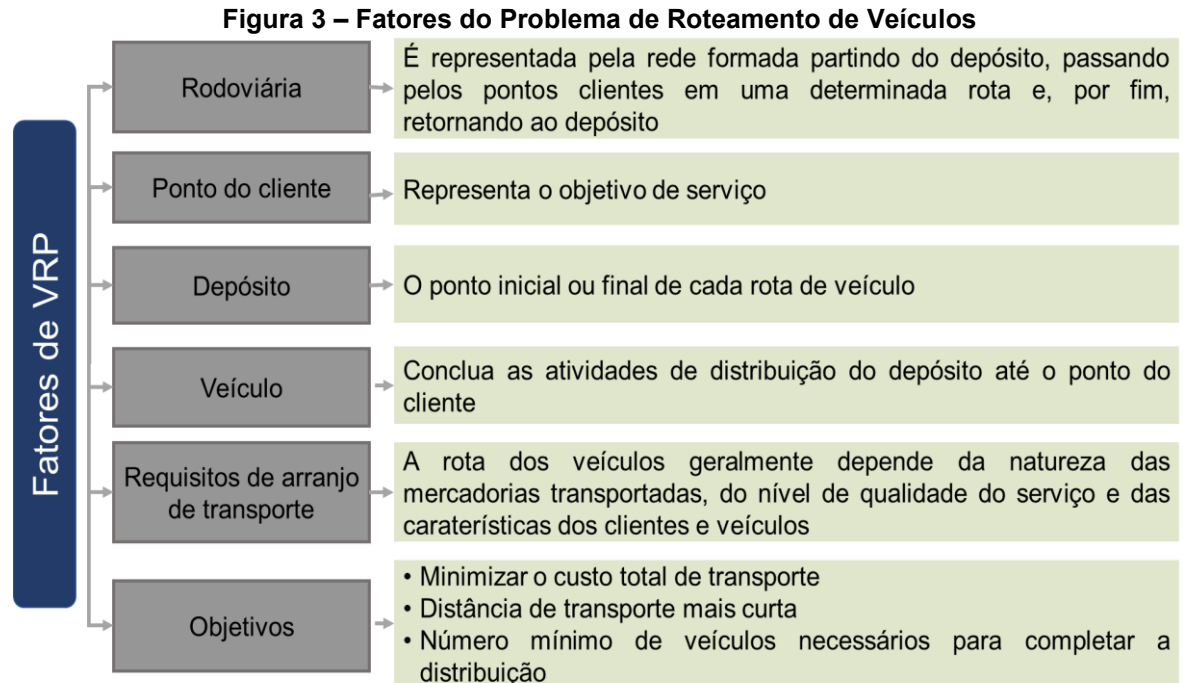 Figura 3 – Fatores do Problema de Roteamento de Veículos
Fatores de VRP
Rodoviária
É representada pela rede formada partindo do depósito, passando
pelos pontos clientes em uma determinada rota e, por fim,
retornando ao depósito
Ponto do cliente
Representa o objetivo de serviço
Depósito
O ponto inicial ou final de cada rota de veículo
Veículo
Conclua as atividades de distribuição do depósito até o ponto do
cliente
Requisitos de arranjo
de transporte
A rota dos veículos geralmente depende da natureza das
mercadorias transportadas, do nível de qualidade do serviço e das
caraterísticas dos clientes e veículos
Objetivos
• Minimizar o custo total de transporte
• Distância de transporte mais curta
• Número mínimo de veículos necessários para completar a
distribuição